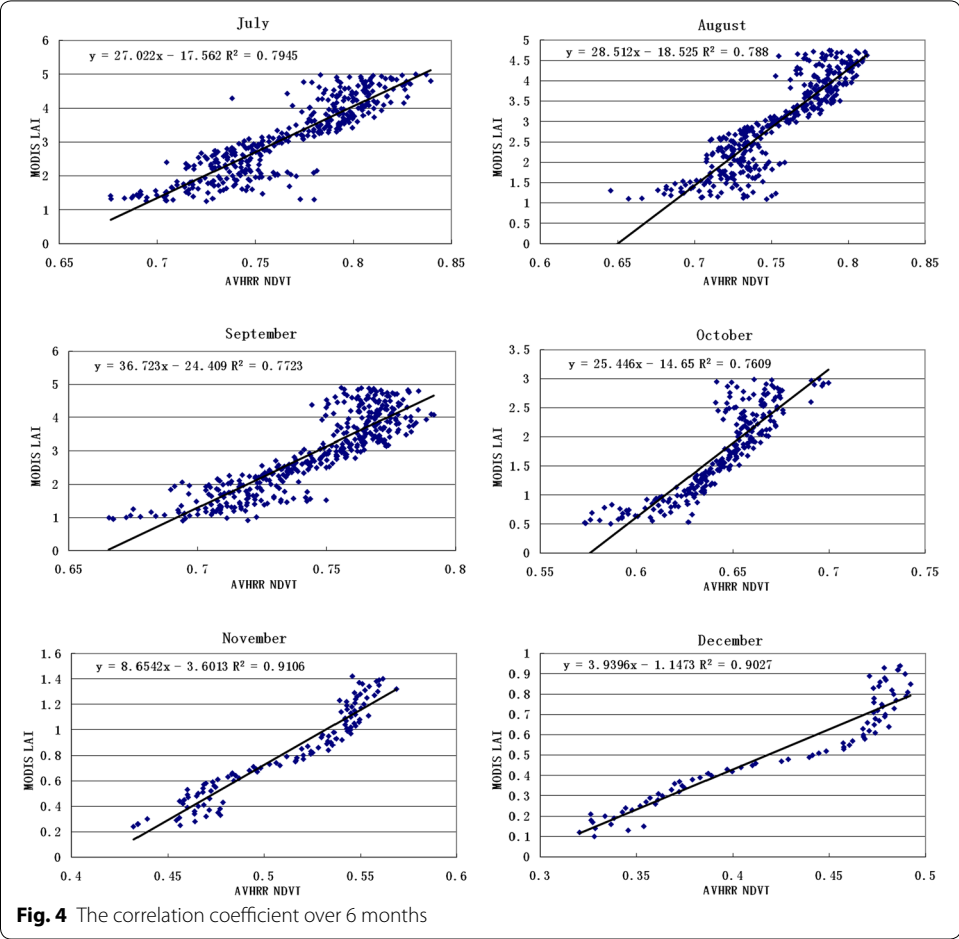 July
y = 27.022x − 17.562 R² = 0.7945
6
5
4
3
2
1
0
0.65 0.7 0.75 0.8 0.85
MODIS LAI
AVHRR NDVT
August
y = 28.512x − 18.525 R² = 0.788
5
4.5
4
3.5
3
2.5
2
1.5
1
0.5
0
0.6 0.65 0.7 0.75 0.8 0.85
MODIS LAI
AVHRR NDVT
September
y = 36.723x − 24.409 R² = 0.7723
6
5
4
3
2
1
0
0.65 0.7 0.75 0.8
MODIS LAI
AVHRR NDVT
October
y = 25.446x − 14.65 R² = 0.7609
3.5
3
2.5
2
1.5
1
0.5
0
0.55 0.6 0.65 0.7 0.75
MODIS LAI
AVHRR NDVT
November
y = 8.6542x − 3.6013 R² = 0.9106
1.6
1.4
1.2
1
0.8
0.6
0.4
0.2
0
0.4 0.45 0.5 0.55 0.6
MODIS LAI
AVHRR NDVT
December
y = 3.9396x − 1.1473 R² = 0.9027
1
0.9
0.8
0.7
0.6
0.5
0.4
0.3
0.2
0.1
0
0.3 0.35 0.4 0.45 0.5
MODIS LAI
AVHRR NDVT
Fig. 4 The correlation coefficient over 6 months